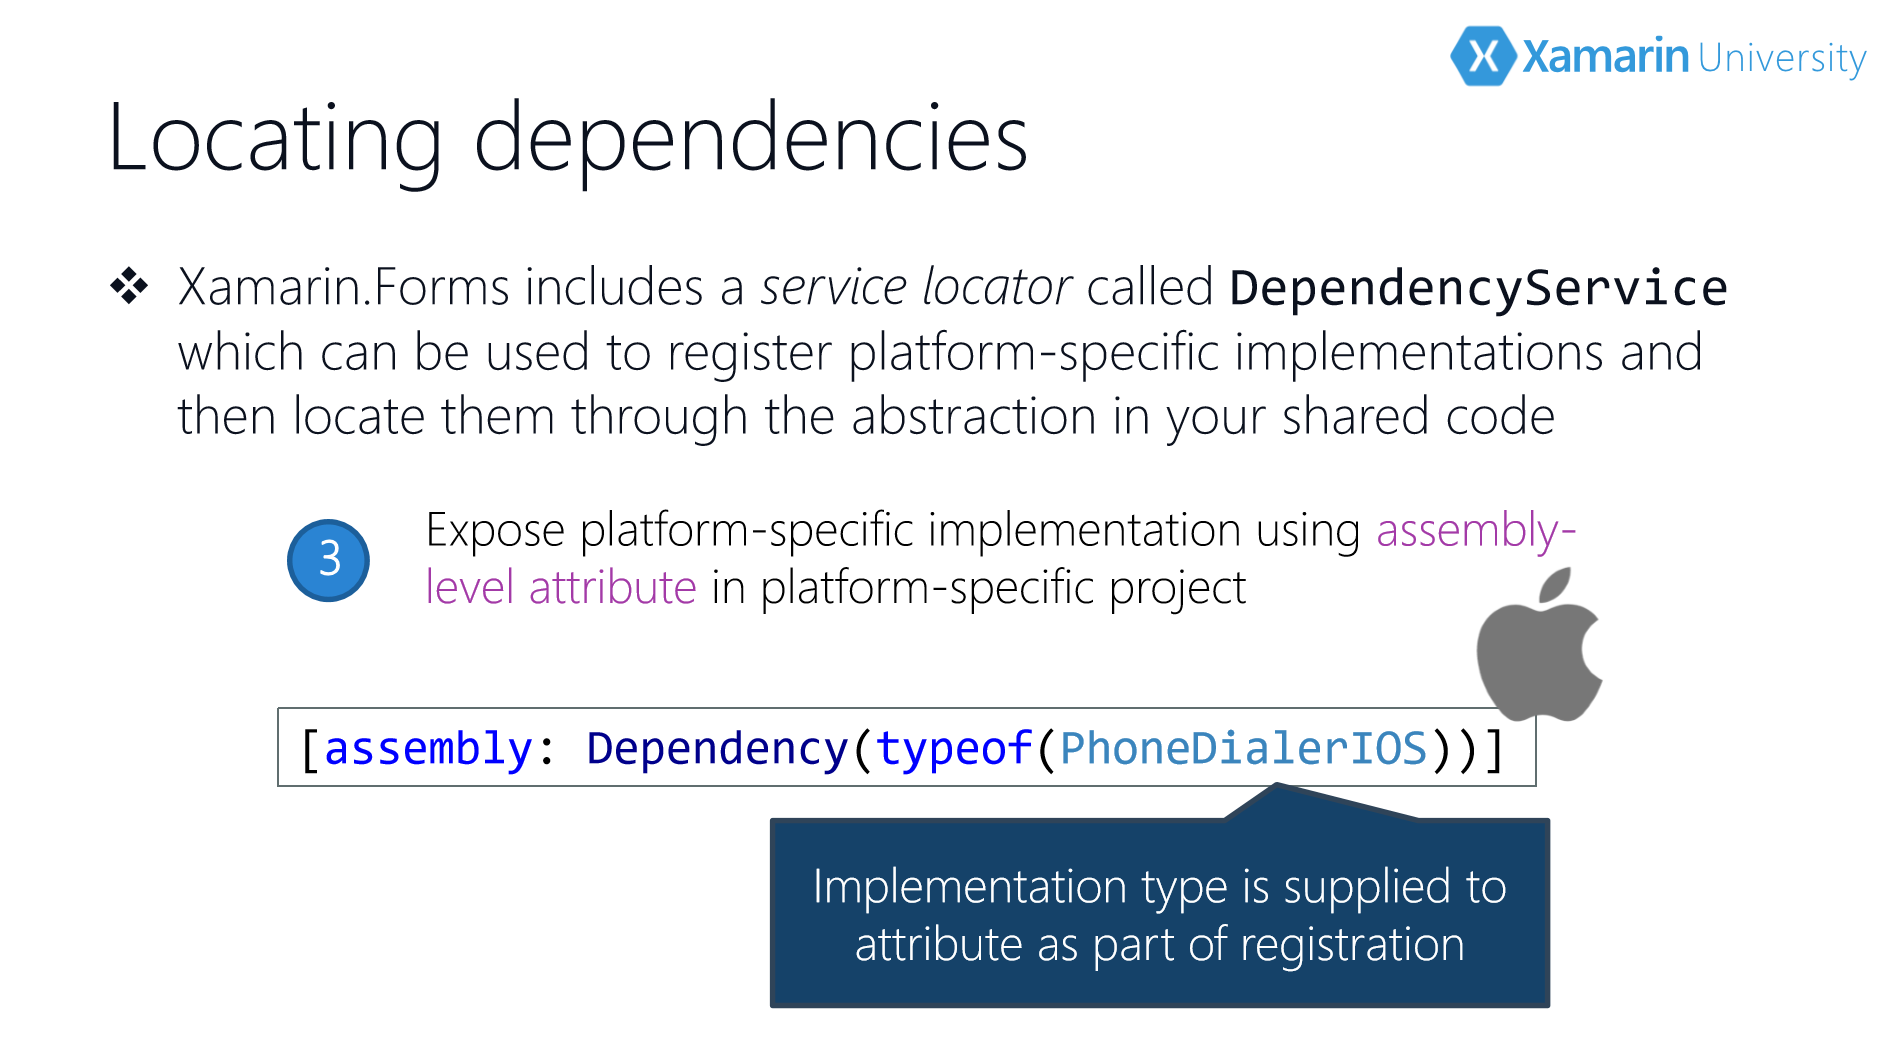 Xamarin University
Locating dependencies
❖ Xamarin.Forms includes a service locator called DependencyService
which can be used to register platform-specific implementations and
then locate them through the abstraction in your shared code
3
Expose platform-specific implementation using assembly-
level attribute in platform-specific project
[assembly: Dependency(typeof(PhoneDialerIOS))]
Implementation type is supplied to
attribute as part of registration